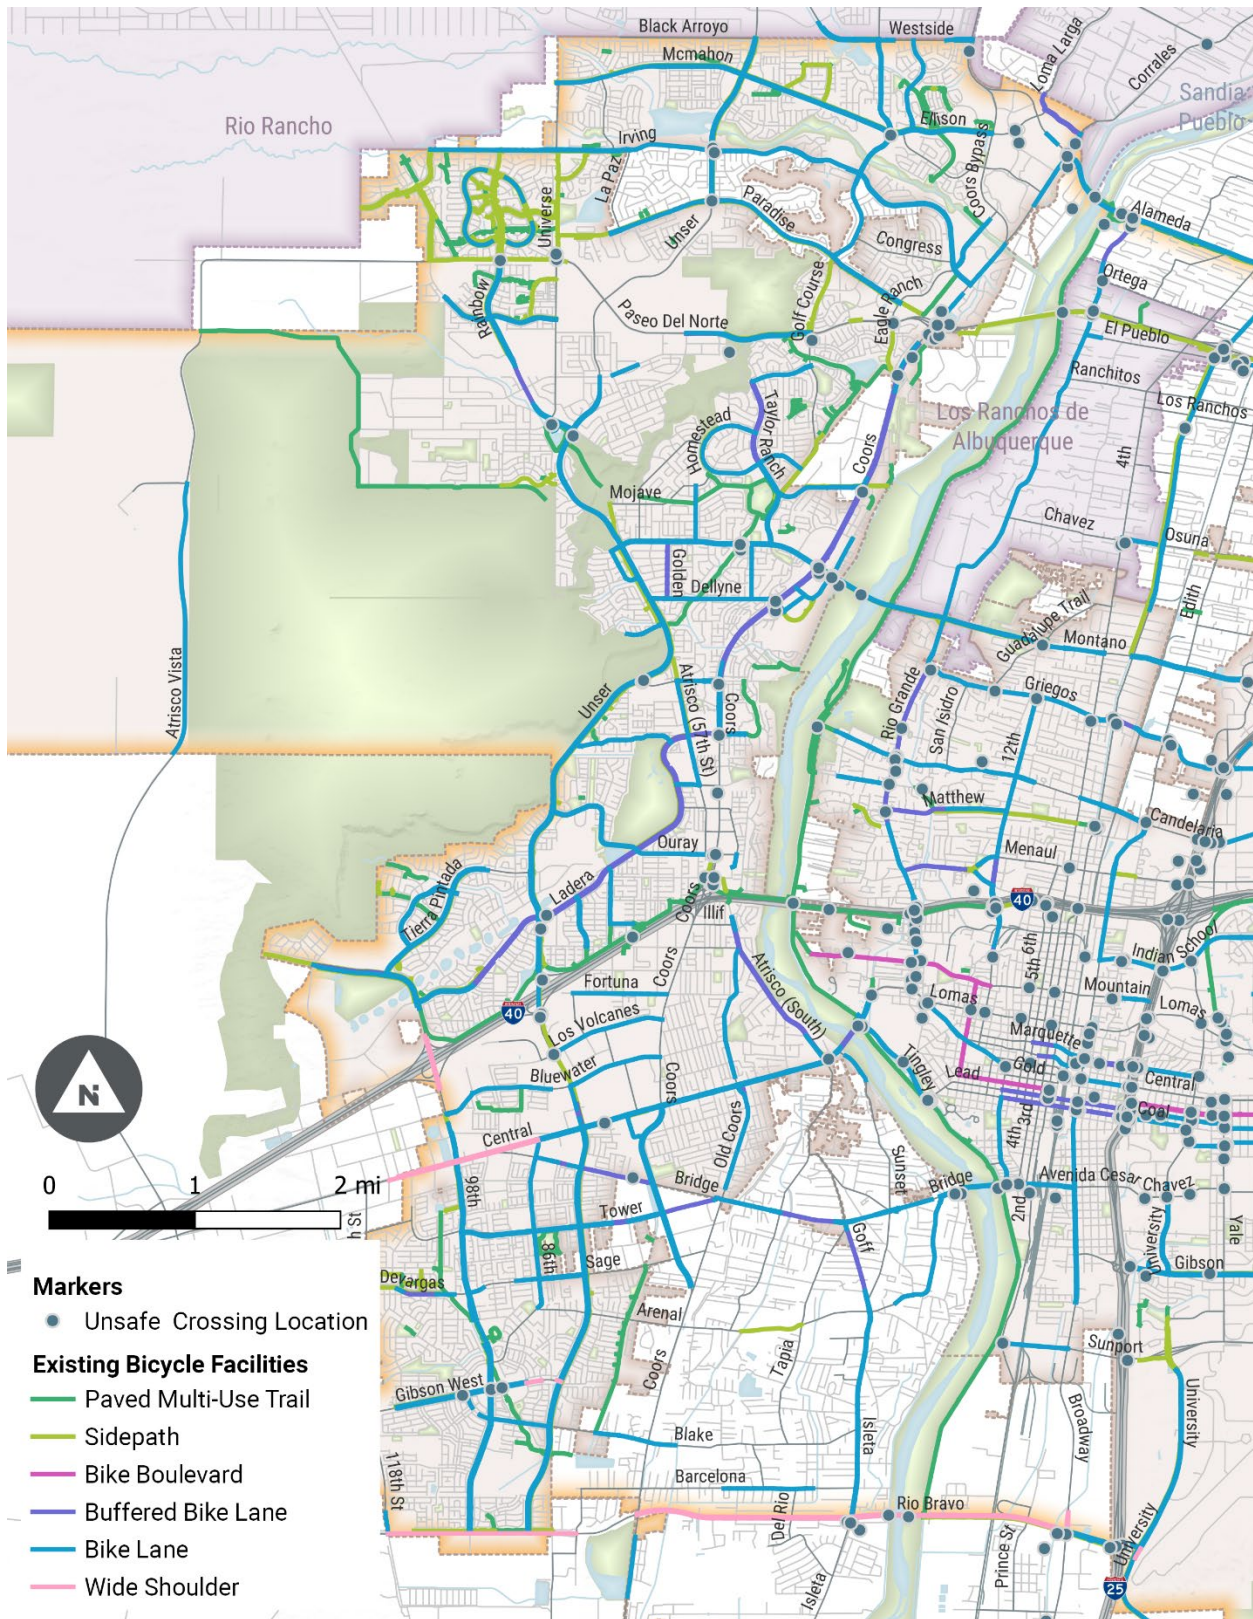 Black Arroyo
Westside
Mcmahon
Loma Larga
Corrales
Sandia
Pueblo
Rio Rancho
Irving
Ellison
La Paz
Coors Bypass
Universe
Paradise
Unser
Congress
Alameda
Ortega
Rainbow
Paseo Del Norte
Golf Course
Eagle Ranch
El Pueblo
Ranchitos
Los Ranchos
Los Ranchos de
Albuquerque
Homestead
Taylor Ranch
Coors
4th
Mojave
Chavez
Osuna
Golden
Dellyne
Edith
Guadalupe Trail
Montano
Atrisco Vista
Unser
Atrisco (57th St)
Coors
Rio Grande
San Isidro
Griegos
12th
Matthew
Candelaria
Ouray
Menaul
Tierra Pintada
Ladera
Coors
Illif
40
Indian School
6th
5th
Fortuna
Coors
Atrisco (South)
Lomas
Mountain
Lomas
40
Los Volcanes
Marquette
Bluewater
Tingley
Gold
Lead
Central
N
Coors
Coal
3rd
4th
Central
Old Coors
Sunset
0
1
2 mi
98th
Bridge
Bridge
Avenida Cesar Chavez
2nd
University
Yale
h St
Tower
Goff
86th
Sage
Gibson
Devargas
Markers
Unsafe Crossing Location
Arenal
Tapia
Sunport
Coors
Existing Bicycle Facilities
Paved Multi-Use Trail
Gibson West
Sidepath
Broadway
University
Blake
Isleta
Bike Boulevard
118th St
Barcelona
Buffered Bike Lane
Del Rio
Rio Bravo
Bike Lane
Prince St
University
Wide Shoulder
Isleta
25